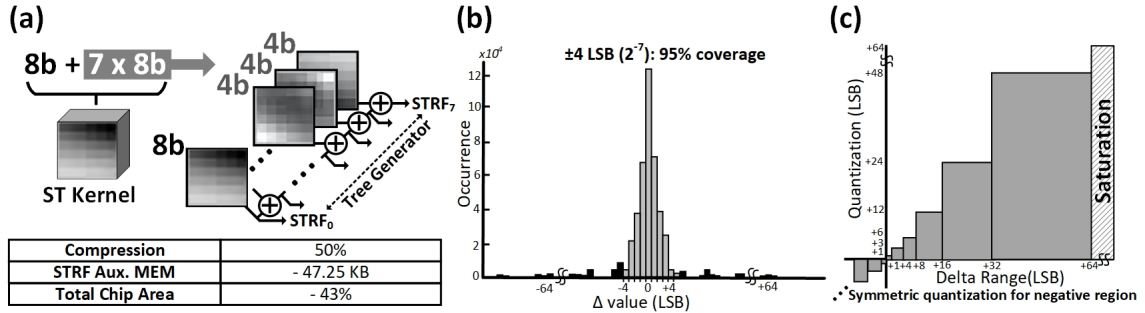 (a)
8b + 7 x 8b
4b
4b
4b
8b
ST Kernel
STRF7
Tree Generator
STRF0
Compression 50%
STRF Aux. MEM - 47.25 KB
Total Chip Area - 43%
(b)
x10⁴
±4 LSB (2⁻⁷): 95% coverage
12
10
8
6
4
2
0
Occurrence
-64 -4 -2 0 +4 +64
Δ value (LSB)
(c)
+64
+48
+24
+12
+6
+3
+1
Quantization (LSB)
Saturation
+1 +4 +8 +16 +32 +64
Delta Range(LSB)
Symmetric quantization for negative region